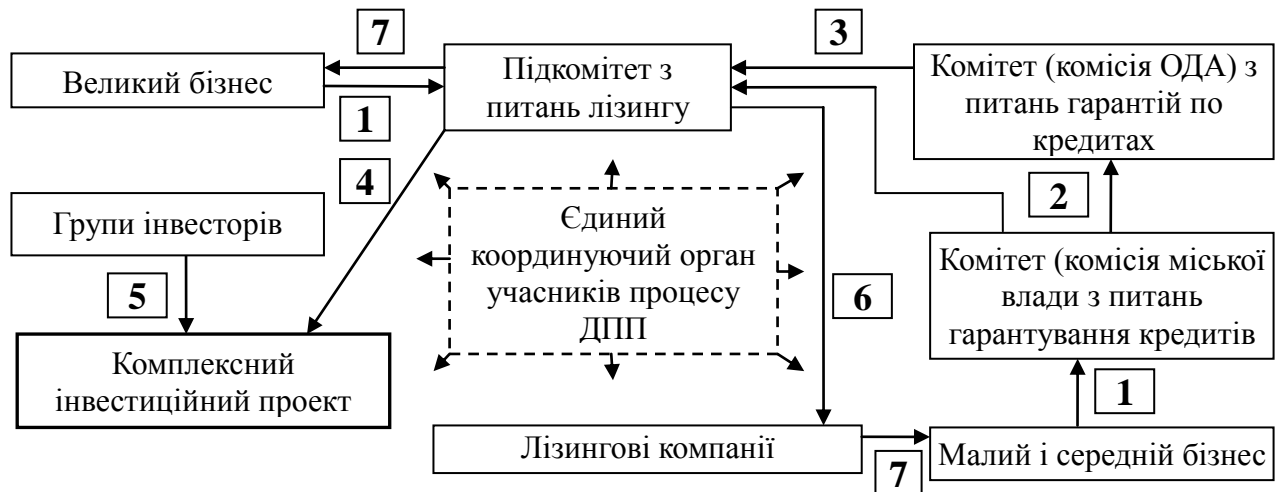 7
3
Великий бізнес
Підкомітет з
питань лізингу
Комітет (комісія ОДА) з
питань гарантій по
кредитах
1
4
2
Групи інвесторів
Єдиний
координуючий орган
учасників процесу
ДПП
5
6
Комітет (комісія міської
влади з питань
гарантування кредитів
Комплексний
інвестиційний проект
1
Лізингові компанії
7
Малий і середній бізнес